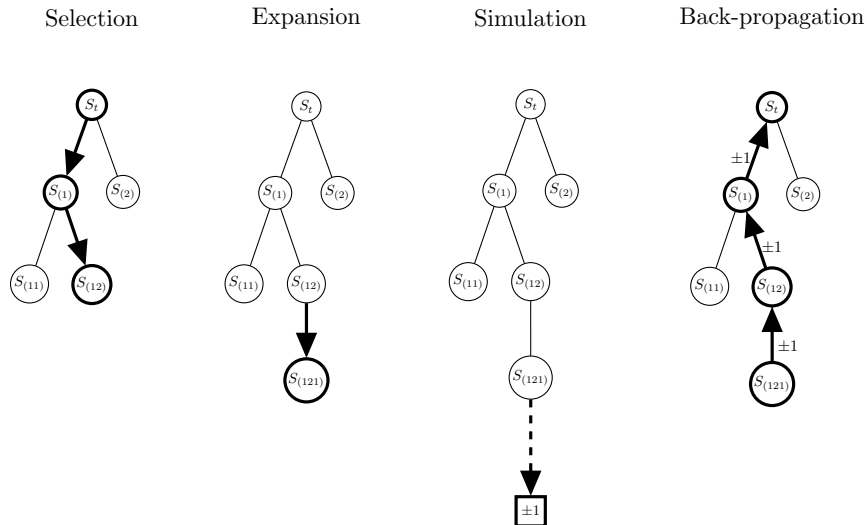 Selection
Expansion
Simulation
Back-propagation
S_t
S_(1)
S_(2)
S_(11)
S_(12)
S_t
S_(1)
S_(2)
S_(11)
S_(12)
S_(121)
S_t
S_(1)
S_(2)
S_(11)
S_(12)
S_(121)
±1
S_t
±1
S_(1)
S_(2)
±1
S_(11)
S_(12)
±1
S_(121)